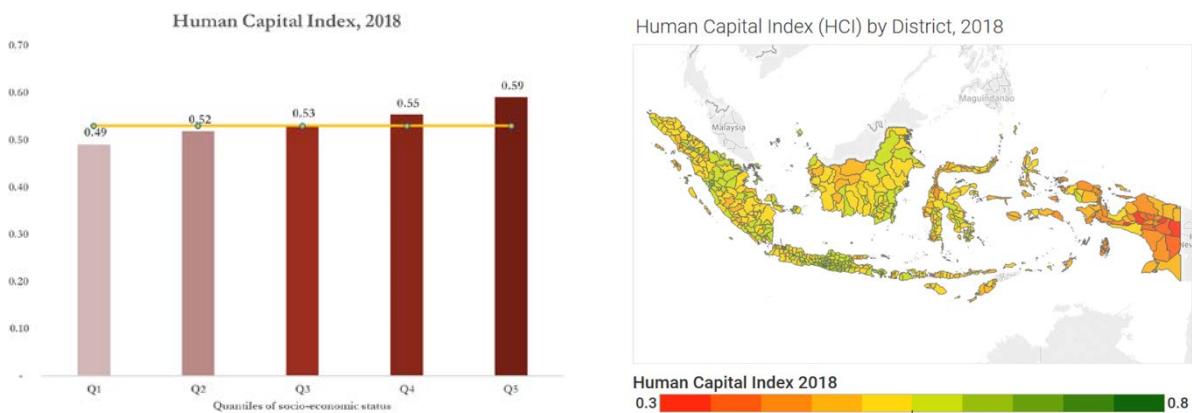 Human Capital Index, 2018
0.70
0.60
0.50
0.40
0.30
0.20
0.10
-
0.49
0.52
0.53
0.55
0.59
Q1 Q2 Q3 Q4 Q5
Quantiles of socio-economic status
Human Capital Index (HCI) by District, 2018
Maguindanao
Malaysia
Human Capital Index 2018
0.3 0.8